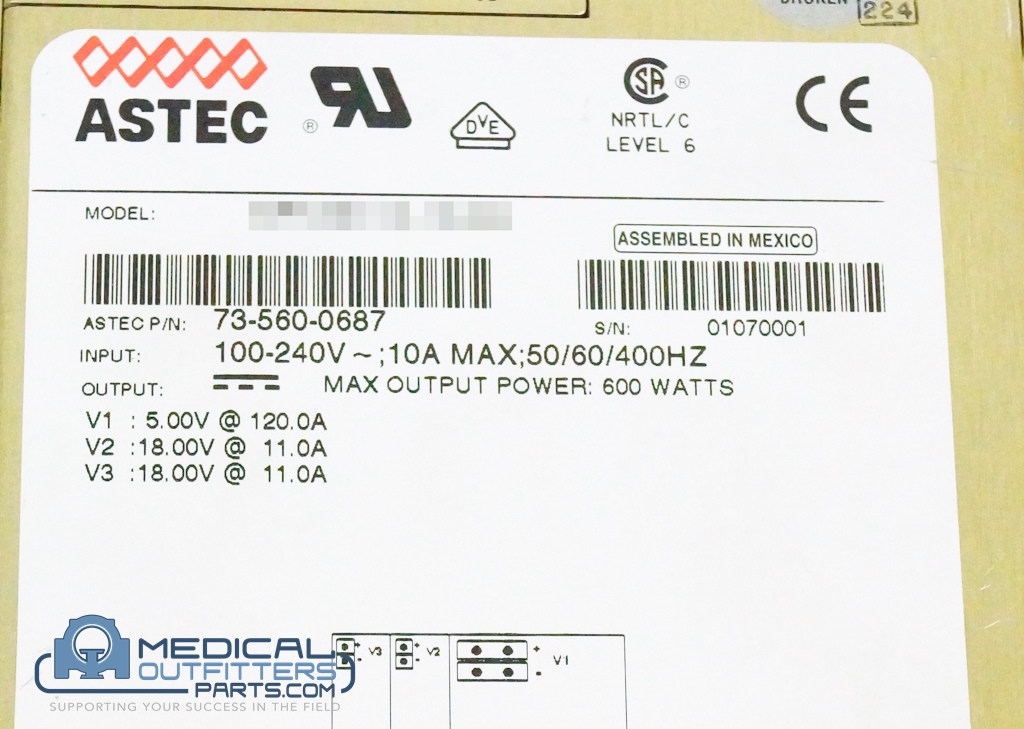 224
ASTEC
®
DVE
SA ®
NRTL/C
LEVEL 6
CE
MODEL:
ASSEMBLED IN MEXICO
ASTEC P/N: 73-560-0687
S/N: 01070001
INPUT: 100-240V ~ ;10A MAX;50/60/400HZ
OUTPUT: MAX OUTPUT POWER: 600 WATTS
V1 : 5.00V @ 120.0A
V2 :18.00V @ 11.0A
V3 :18.00V @ 11.0A
+ V3 -
+ V2 -
+ V1 -
MEDICAL
OUTFITTERS
PARTS.COM
SUPPORTING YOUR SUCCESS IN THE FIELD